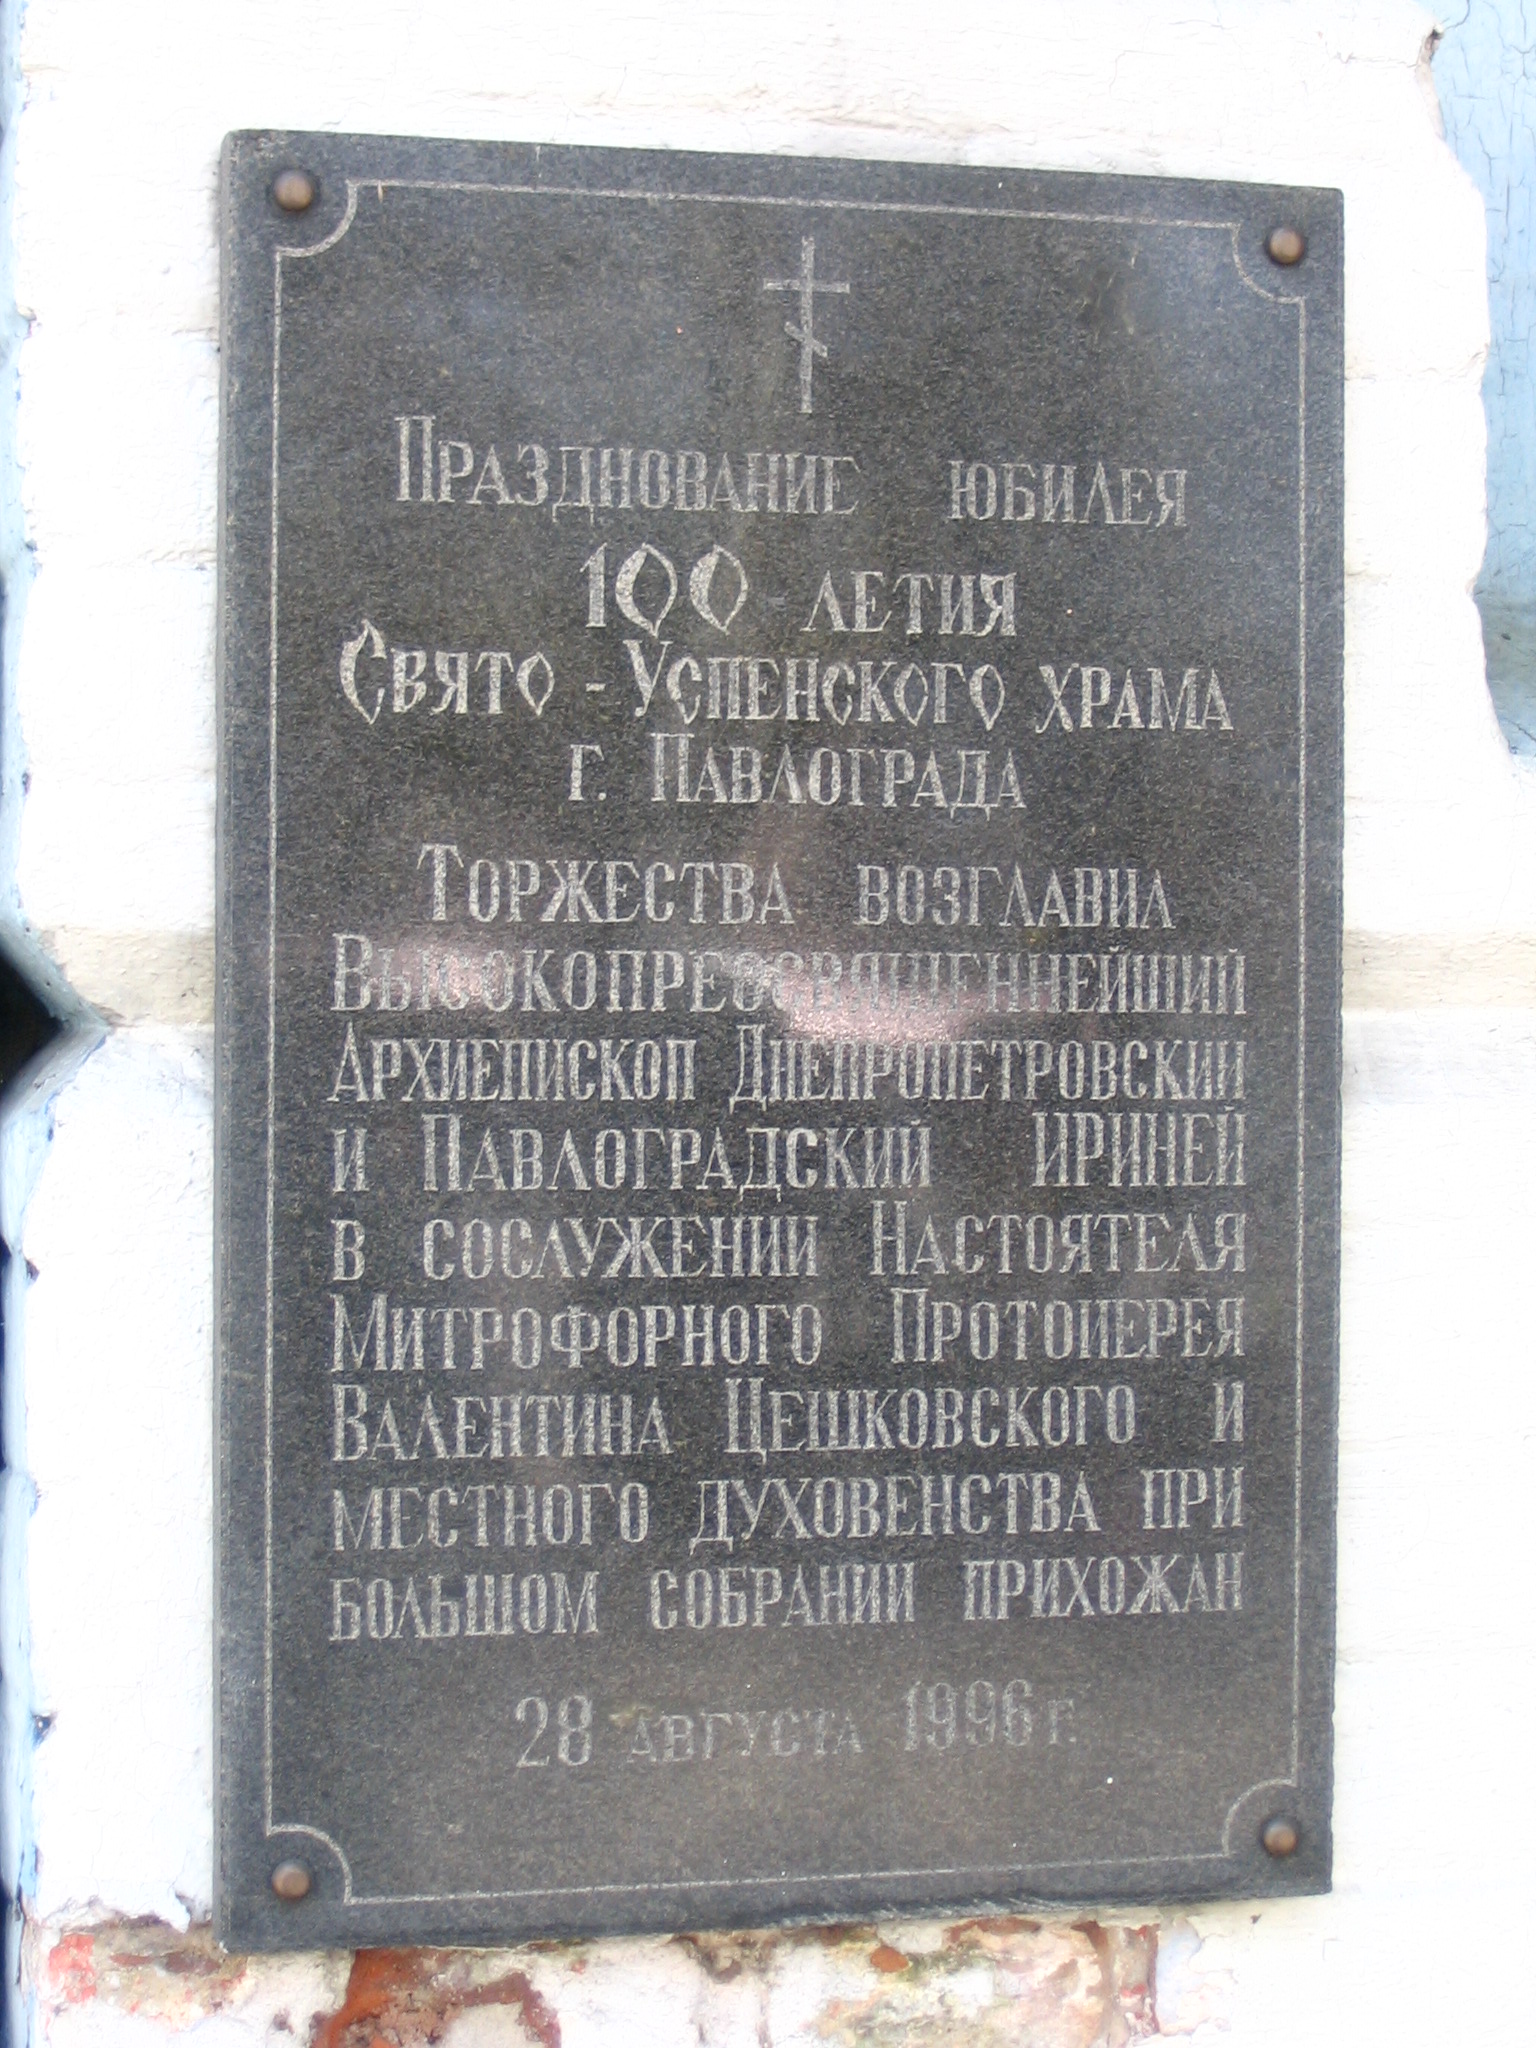 Празднование юбилея
100 летия
Свято - Успенского храма
г. Павлограда
Торжества возглавил
Высокопреосвященнейший
Архиепископ Днепропетровский
и Павлоградский ИРИНЕЙ
в сослужении Настоятеля
Митрофорного Протоиерея
Валентина Цешковского и
местного духовенства при
большом собрании прихожан
28 августа 1996 г.